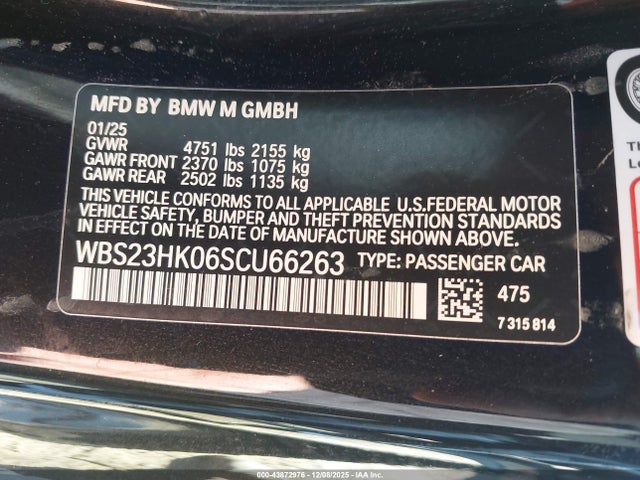 MFD BY BMW M GMBH
01/25
GVWR 4751 lbs 2155 kg
GAWR FRONT 2370 lbs 1075 kg
GAWR REAR 2502 lbs 1135 kg
THIS VEHICLE CONFORMS TO ALL APPLICABLE U.S.FEDERAL MOTOR
VEHICLE SAFETY, BUMPER AND THEFT PREVENTION STANDARDS
IN EFFECT ON THE DATE OF MANUFACTURE SHOWN ABOVE.
WBS23HK06SCU66263 TYPE: PASSENGER CAR
475
7 315 814
000-43872976 - 12/08/2025 - IAA Inc.